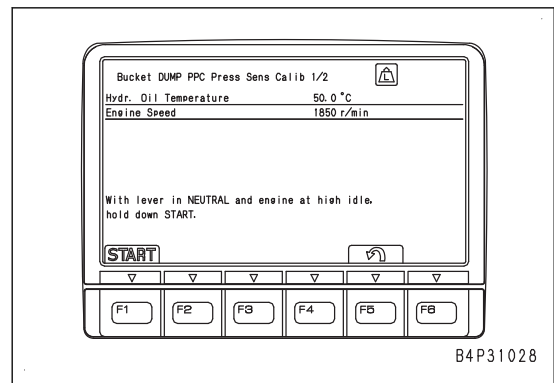 Bucket DUMP PPC Press Sens Calib 1/2 L
Hydr. Oil Temperature 50.0°C
Engine Speed 1850 r/min
With lever in NEUTRAL and engine at high idle,
hold down START.
START
F1 F2 F3 F4 F5 F6
B4P31028